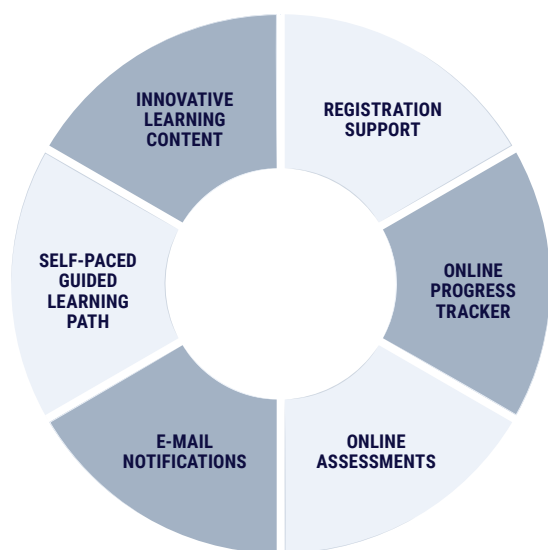 INNOVATIVE
LEARNING
CONTENT
REGISTRATION
SUPPORT
SELF-PACED
GUIDED
LEARNING
PATH
ONLINE
PROGRESS
TRACKER
E-MAIL
NOTIFICATIONS
ONLINE
ASSESSMENTS